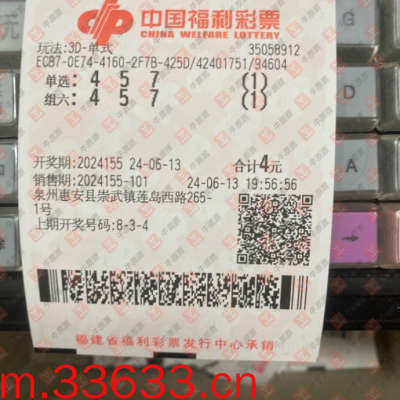 中国福利彩票
CHINA WELFARE LOTTERY
玩法:3D-单式 35058912
EC87-0E74-4160-2F7B-425D/42401751/94604
单选: 4 5 7 (1)
组六: 4 5 7 (1)
开奖期:2024155 24-06-13 合计4元
销售期:2024155-101 24-06-13 19:56:56
泉州惠安县崇武镇莲岛西路265-
1号
上期开奖号码:8-3-4
福建省福利彩票发行中心承销
A
m.33633.cn